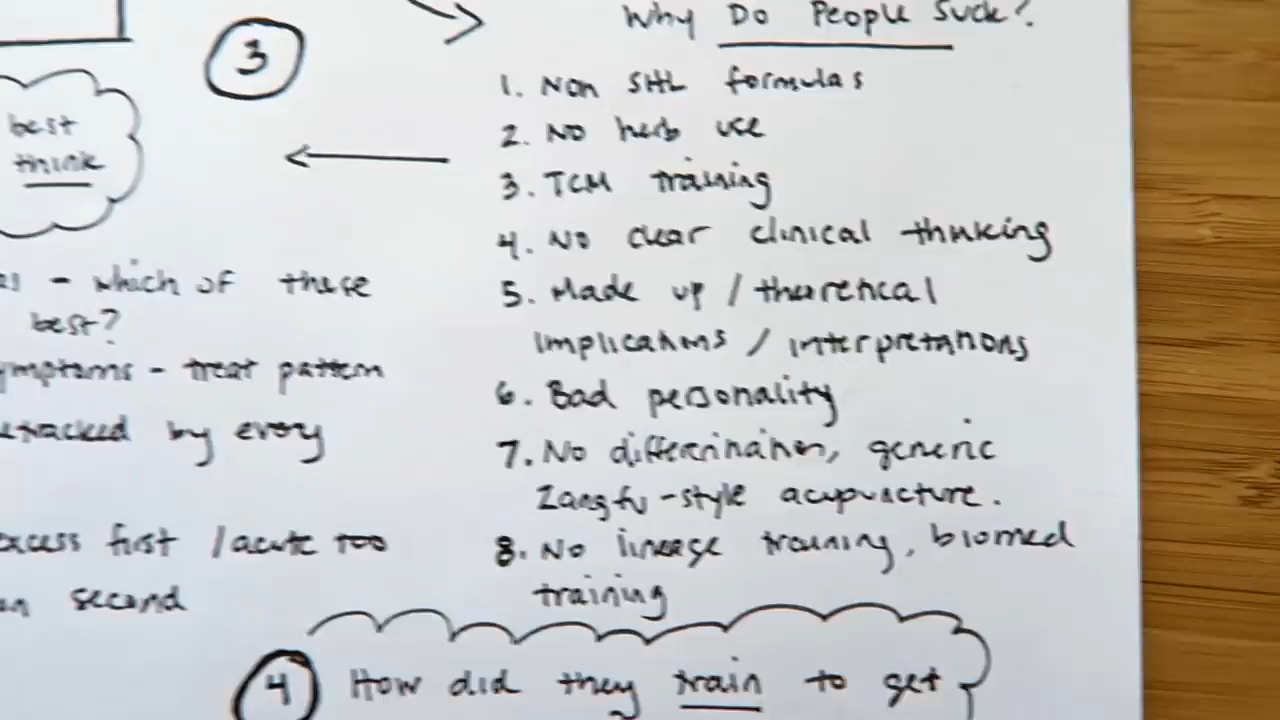 3
best
think
- which of these
best?
symptoms - treat pattern
by every
excess first / acute too
second
Why Do People Suck?
1. Non SHL formulas
2. No herb use
3. TCM training
4. No clear clinical thinking
5. Made up / theoretical
implications / interpretations
6. Bad personality
7. No differentiation, generic
Zangfu-style acupuncture.
8. No lineage training, biomed
training
4 How did they train to get